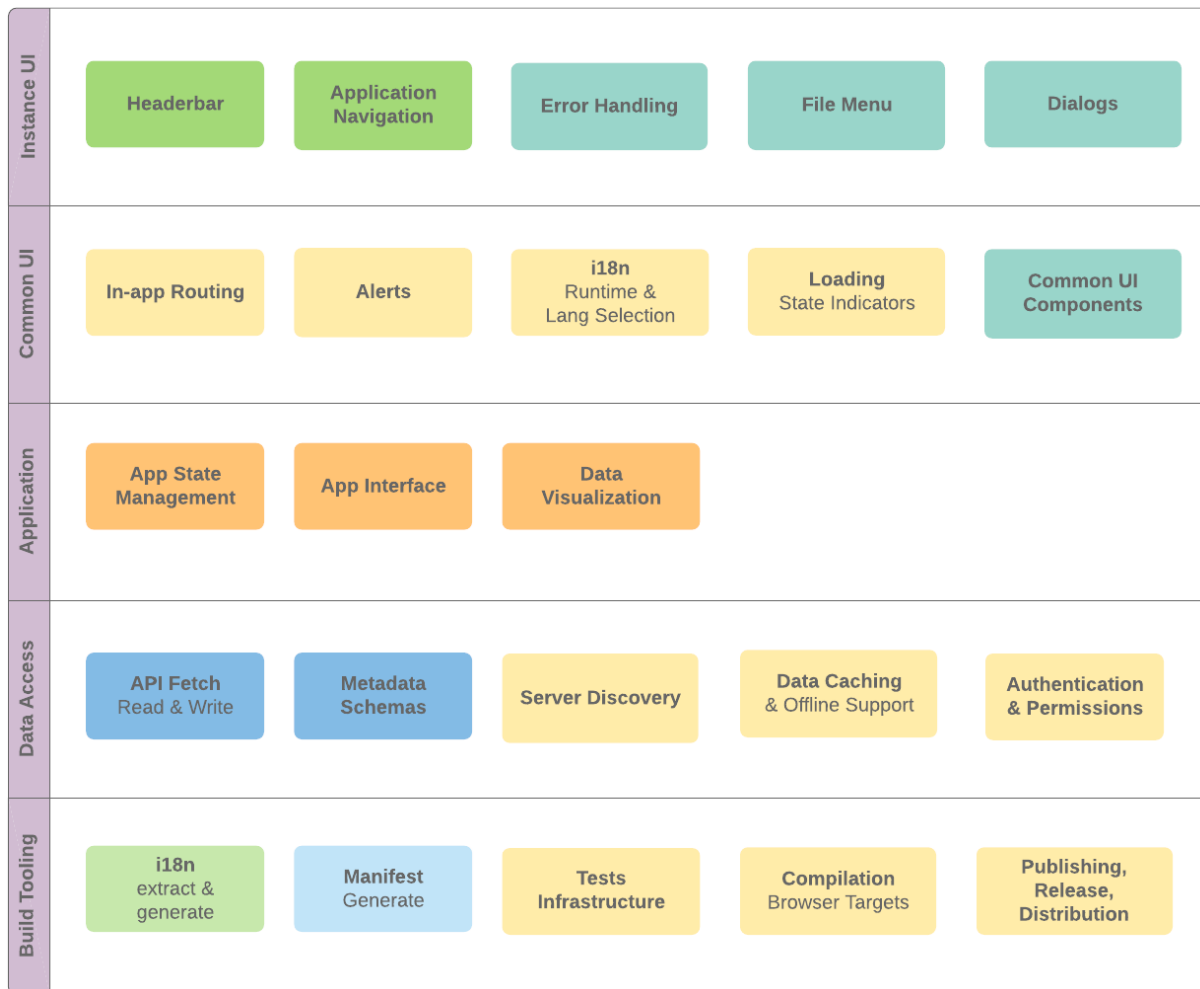 Instance UI
Headerbar
Application
Navigation
Error Handling
File Menu
Dialogs
Common UI
In-app Routing
Alerts
i18n
Runtime &
Lang Selection
Loading
State Indicators
Common UI
Components
Application
App State
Management
App Interface
Data
Visualization
Data Access
API Fetch
Read & Write
Metadata
Schemas
Server Discovery
Data Caching
& Offline Support
Authentication
& Permissions
Build Tooling
i18n
extract &
generate
Manifest
Generate
Tests
Infrastructure
Compilation
Browser Targets
Publishing,
Release,
Distribution